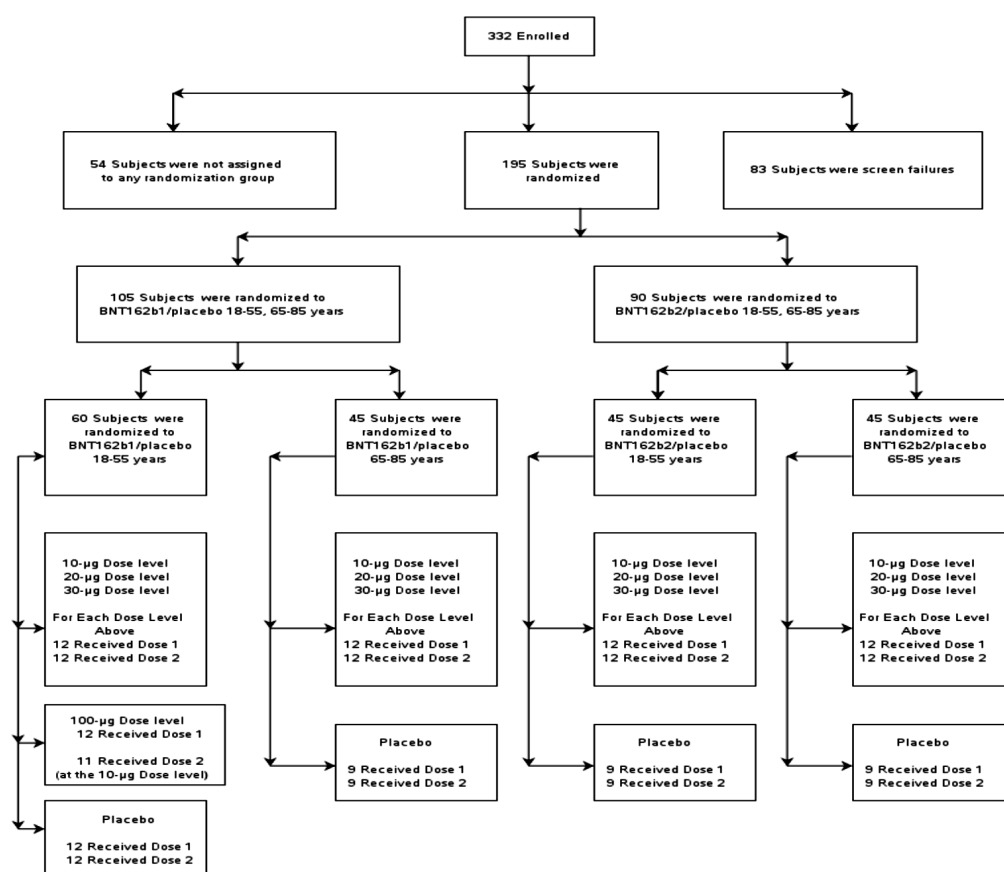 332 Enrolled
54 Subjects were not assigned
to any randomization group
195 Subjects were
randomized
83 Subjects were screen failures
105 Subjects were randomized to
BNT162b1/placebo 18-55, 65-85 years
90 Subjects were randomized to
BNT162b2/placebo 18-55, 65-85 years
60 Subjects were
randomized to
BNT162b1/placebo
18-55 years
45 Subjects were
randomized to
BNT162b1/placebo
65-85 years
45 Subjects were
randomized to
BNT162b2/placebo
18-55 years
45 Subjects were
randomized to
BNT162b2/placebo
65-85 years
10-µg Dose level
20-µg Dose level
30-µg Dose level
For Each Dose Level
Above
12 Received Dose 1
12 Received Dose 2
10-µg Dose level
20-µg Dose level
30-µg Dose level
For Each Dose Level
Above
12 Received Dose 1
12 Received Dose 2
10-µg Dose level
20-µg Dose level
30-µg Dose level
For Each Dose Level
Above
12 Received Dose 1
12 Received Dose 2
10-µg Dose level
20-µg Dose level
30-µg Dose level
For Each Dose Level
Above
12 Received Dose 1
12 Received Dose 2
100-µg Dose level
12 Received Dose 1
11 Received Dose 2
(at the 10-µg Dose level)
Placebo
9 Received Dose 1
9 Received Dose 2
Placebo
9 Received Dose 1
9 Received Dose 2
Placebo
9 Received Dose 1
9 Received Dose 2
Placebo
12 Received Dose 1
12 Received Dose 2